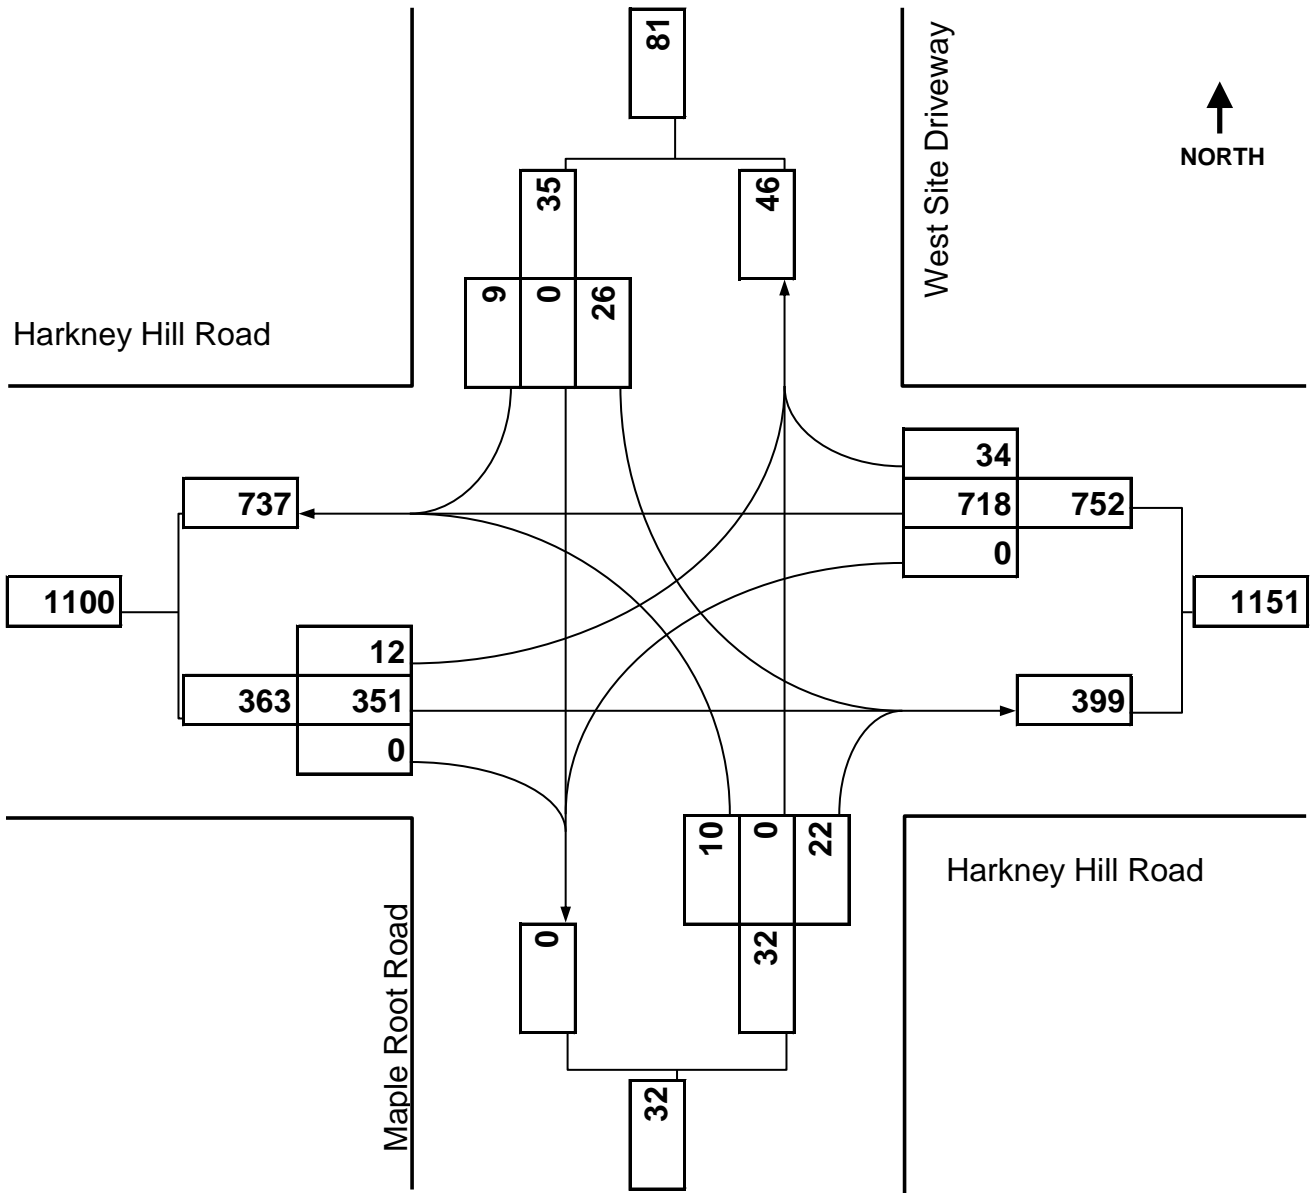 81
West Site Driveway
NORTH
35
46
9 0 26
Harkney Hill Road
34
737
718 752
0
1100
1151
12
363 351
399
0
10 0 22
Harkney Hill Road
Maple Root Road
0
32
32